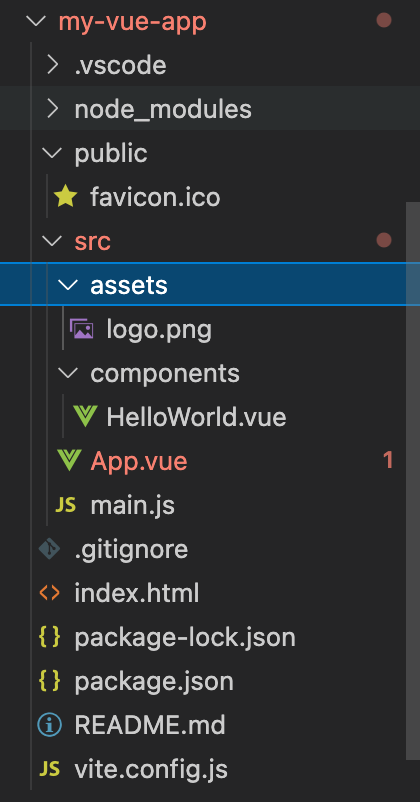 my-vue-app
.vscode
node_modules
public
favicon.ico
src
assets
logo.png
components
HelloWorld.vue
App.vue 1
JS main.js
.gitignore
index.html
{} package-lock.json
{} package.json
README.md
JS vite.config.js